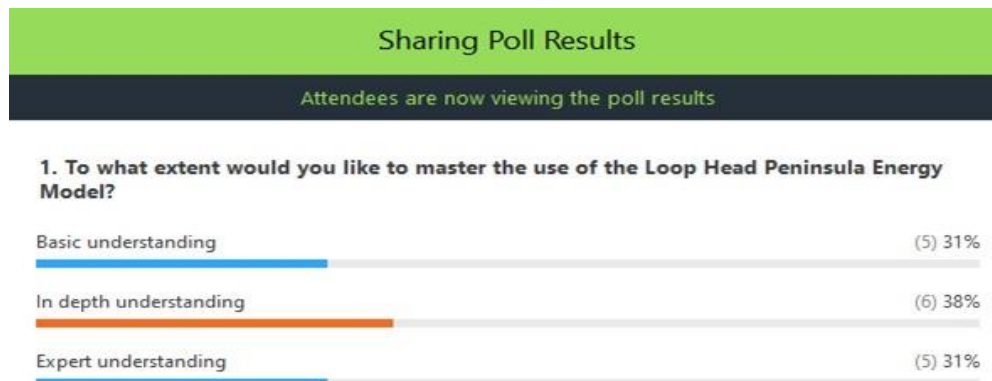 Sharing Poll Results
Attendees are now viewing the poll results
1. To what extent would you like to master the use of the Loop Head Peninsula Energy
Model?
Basic understanding (5) 31%
In depth understanding (6) 38%
Expert understanding (5) 31%